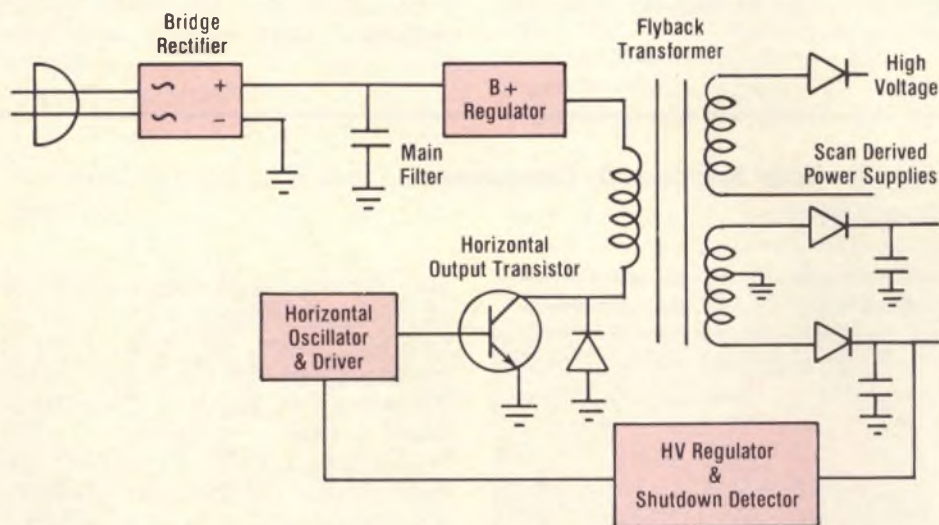 Bridge
Rectifier
+
−
Main
Filter
B+
Regulator
Flyback
Transformer
High
Voltage
Scan Derived
Power Supplies
Horizontal
Output Transistor
Horizontal
Oscillator
& Driver
HV Regulator
&
Shutdown Detector